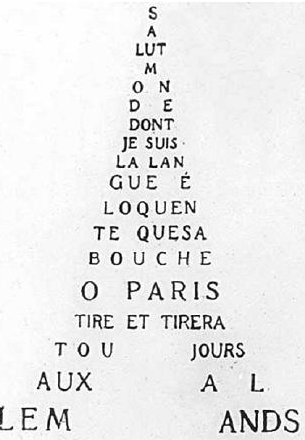 S
A
LUT
M
O N
D E
DONT
JE SUIS
LA LAN
GUE É
LOQUEN
TE QUESA
BOUCHE
O PARIS
TIRE ET TIRERA
TOU JOURS
AUX A L
LEM ANDS